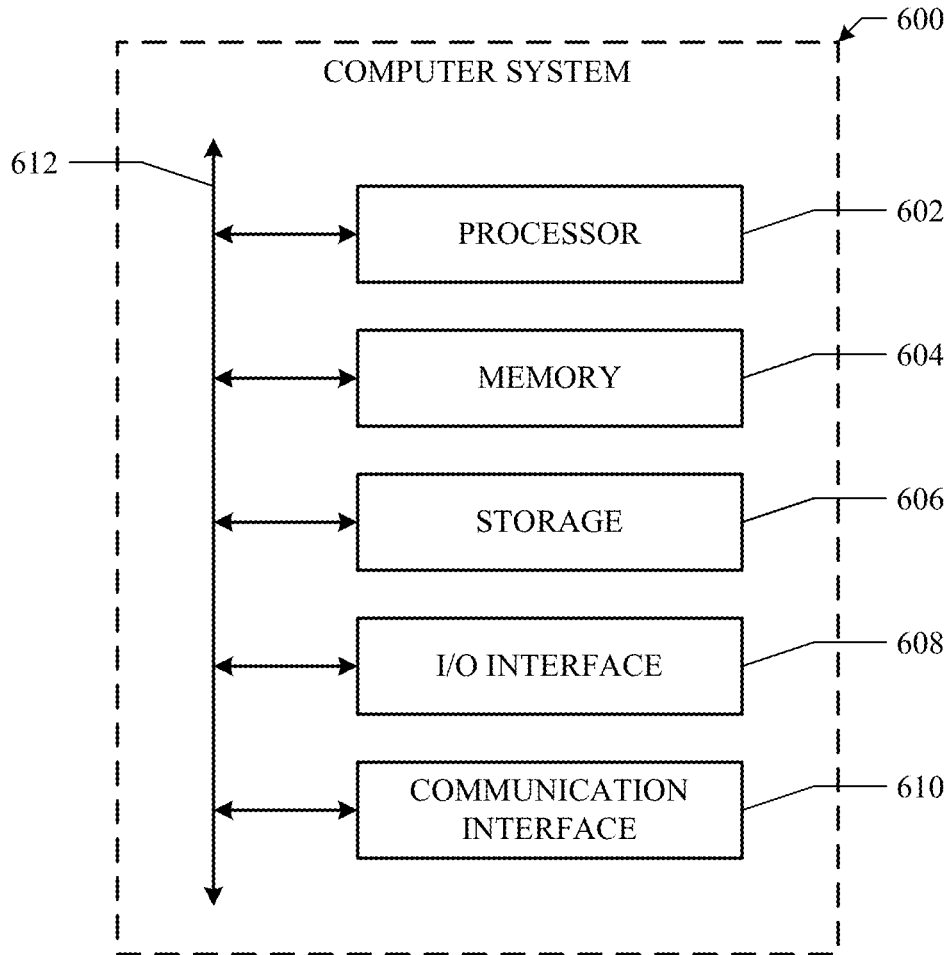 600
COMPUTER SYSTEM
612
PROCESSOR
602
MEMORY
604
STORAGE
606
I/O INTERFACE
608
COMMUNICATION
INTERFACE
610